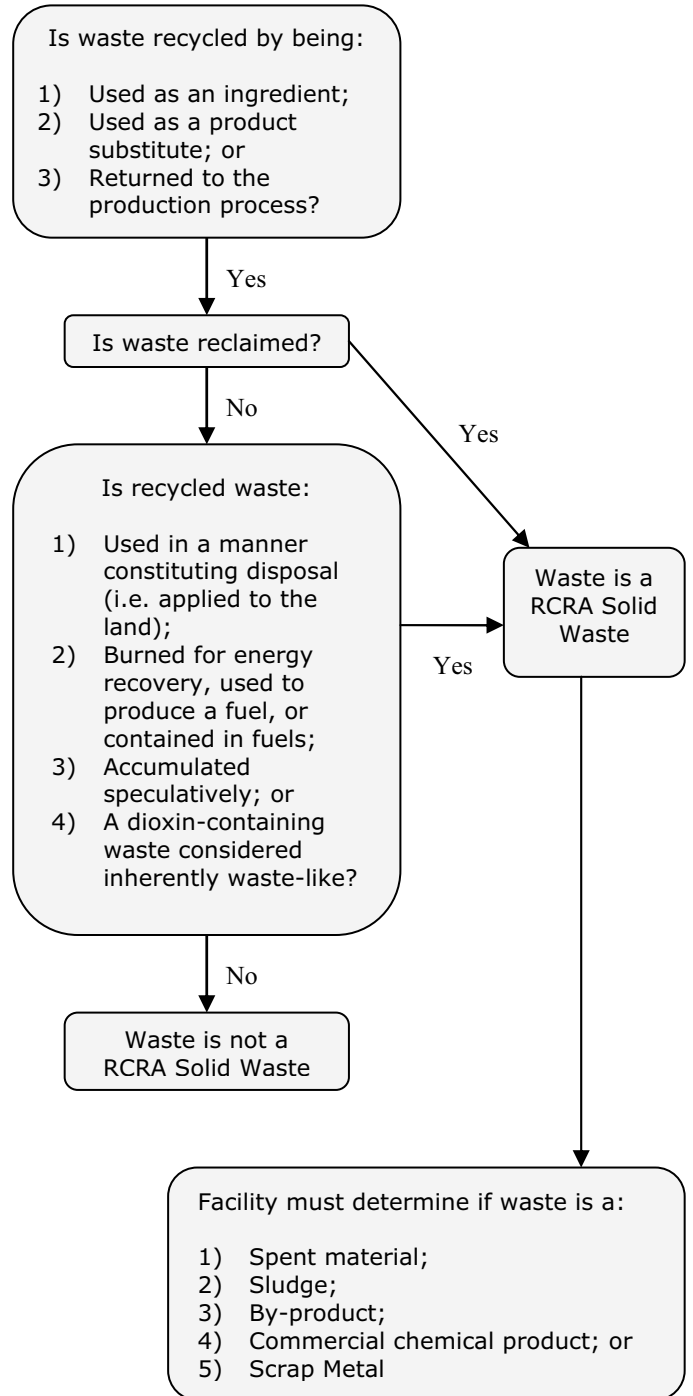 Is waste recycled by being:
1) Used as an ingredient;
2) Used as a product
substitute; or
3) Returned to the
production process?
Yes
Is waste reclaimed?
No
Yes
Is recycled waste:
1) Used in a manner
constituting disposal
(i.e. applied to the
land);
2) Burned for energy
recovery, used to
produce a fuel, or
contained in fuels;
3) Accumulated
speculatively; or
4) A dioxin-containing
waste considered
inherently waste-like?
Yes
Waste is a
RCRA Solid
Waste
No
Waste is not a
RCRA Solid Waste
Facility must determine if waste is a:
1) Spent material;
2) Sludge;
3) By-product;
4) Commercial chemical product; or
5) Scrap Metal